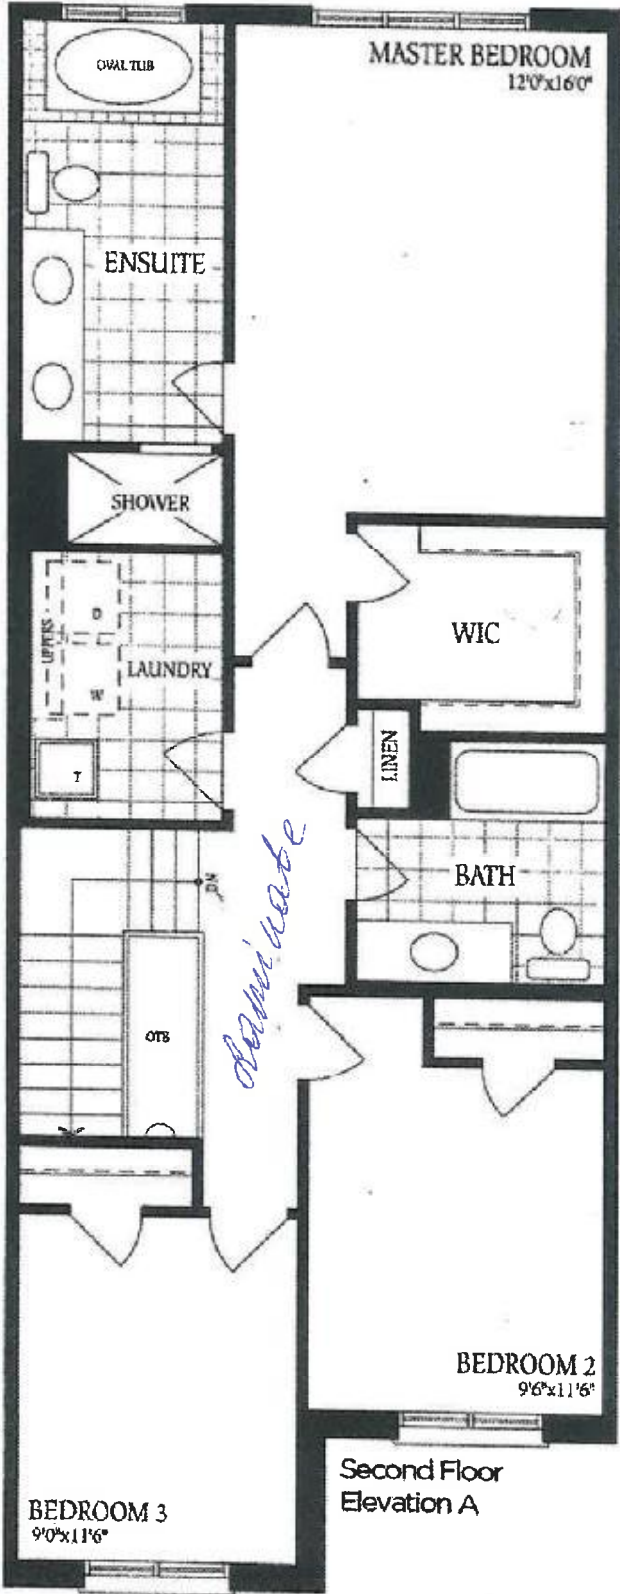 OVAL TUB
MASTER BEDROOM
12'0"x16'0"
ENSUITE
SHOWER
UPPERS
D
W
LAUNDRY
T
WIC
LINEN
BATH
DN
Laminate
OTB
BEDROOM 2
9'6"x11'6"
Second Floor
Elevation A
BEDROOM 3
9'0"x11'6"